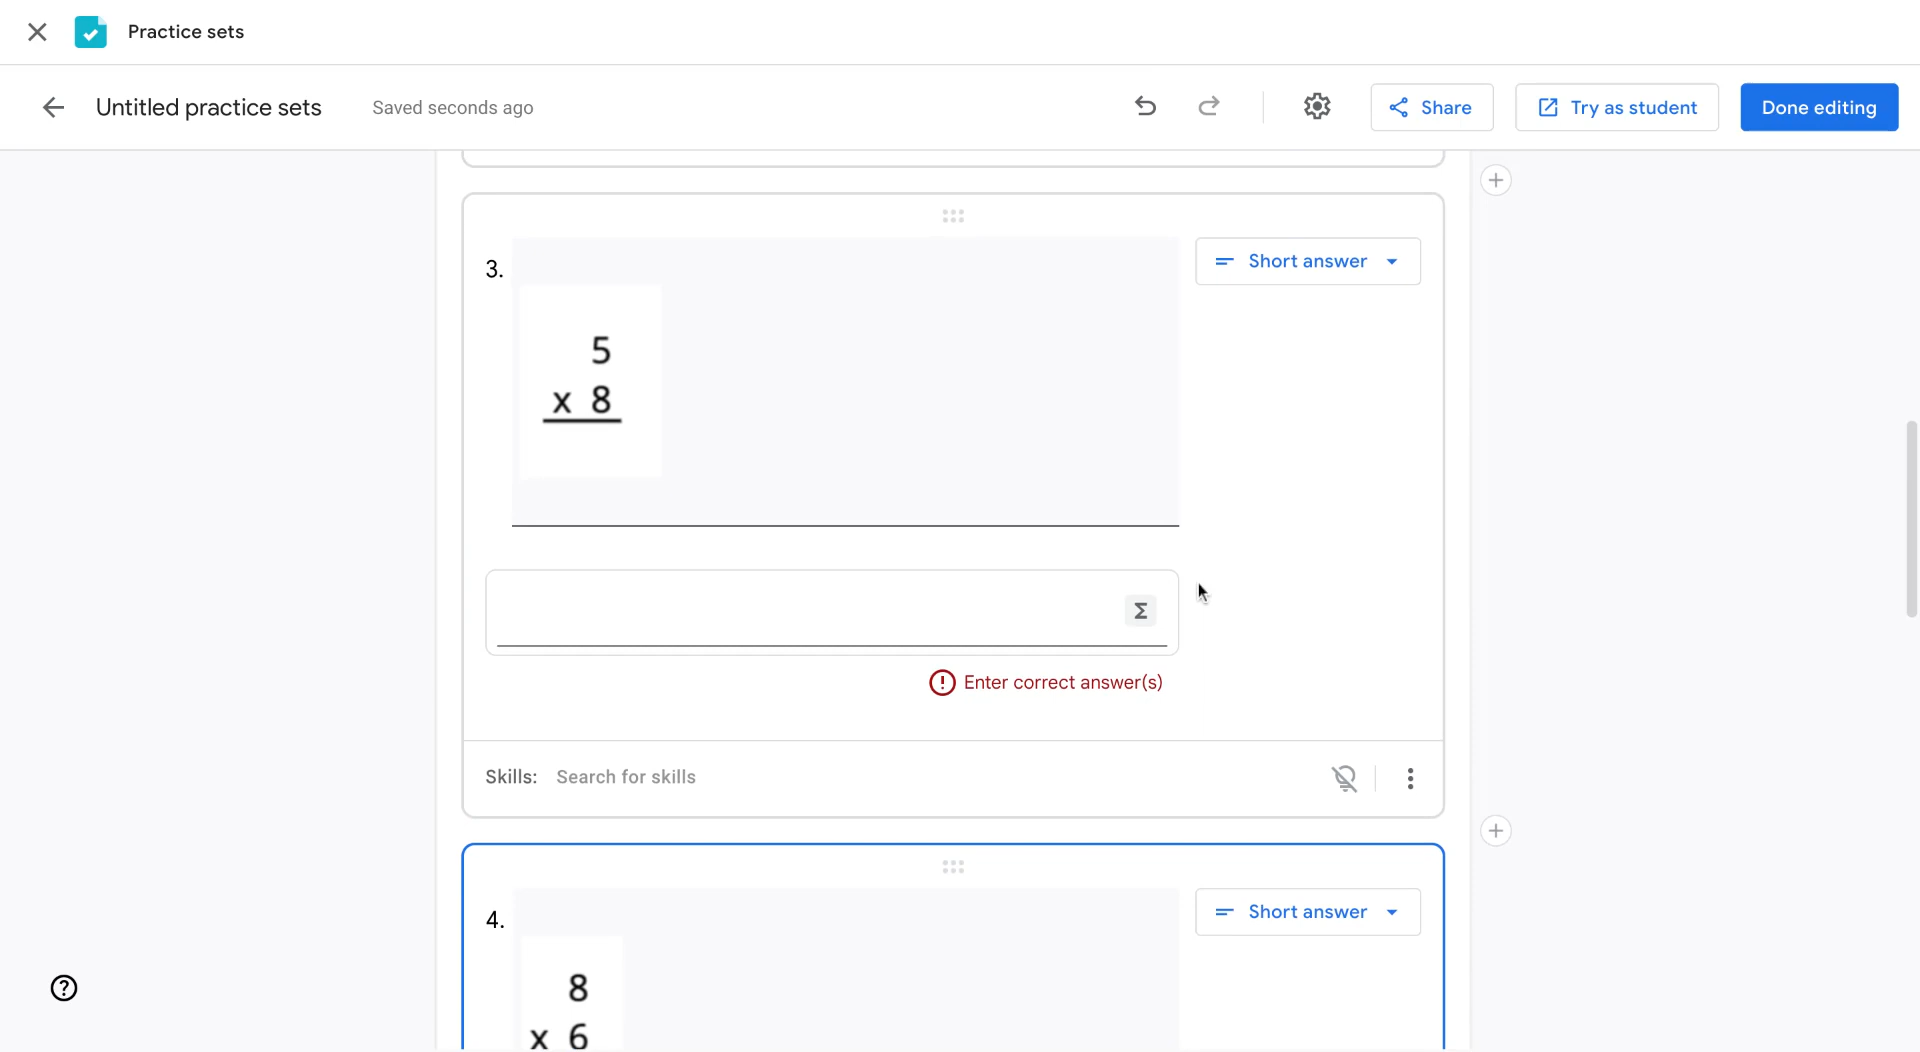 Practice sets
Untitled practice sets
Saved seconds ago
Share
Try as student
Done editing
3.
Short answer
5
x 8
Σ
Enter correct answer(s)
Skills: Search for skills
4.
Short answer
8
x 6